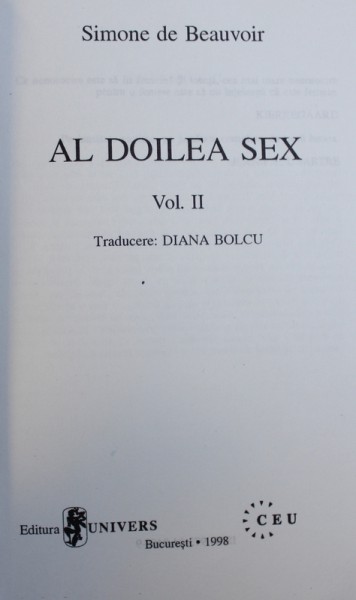 Simone de Beauvoir
AL DOILEA SEX
Vol. II
Traducere: DIANA BOLCU
Editura UNIVERS
CEU
București • 1998